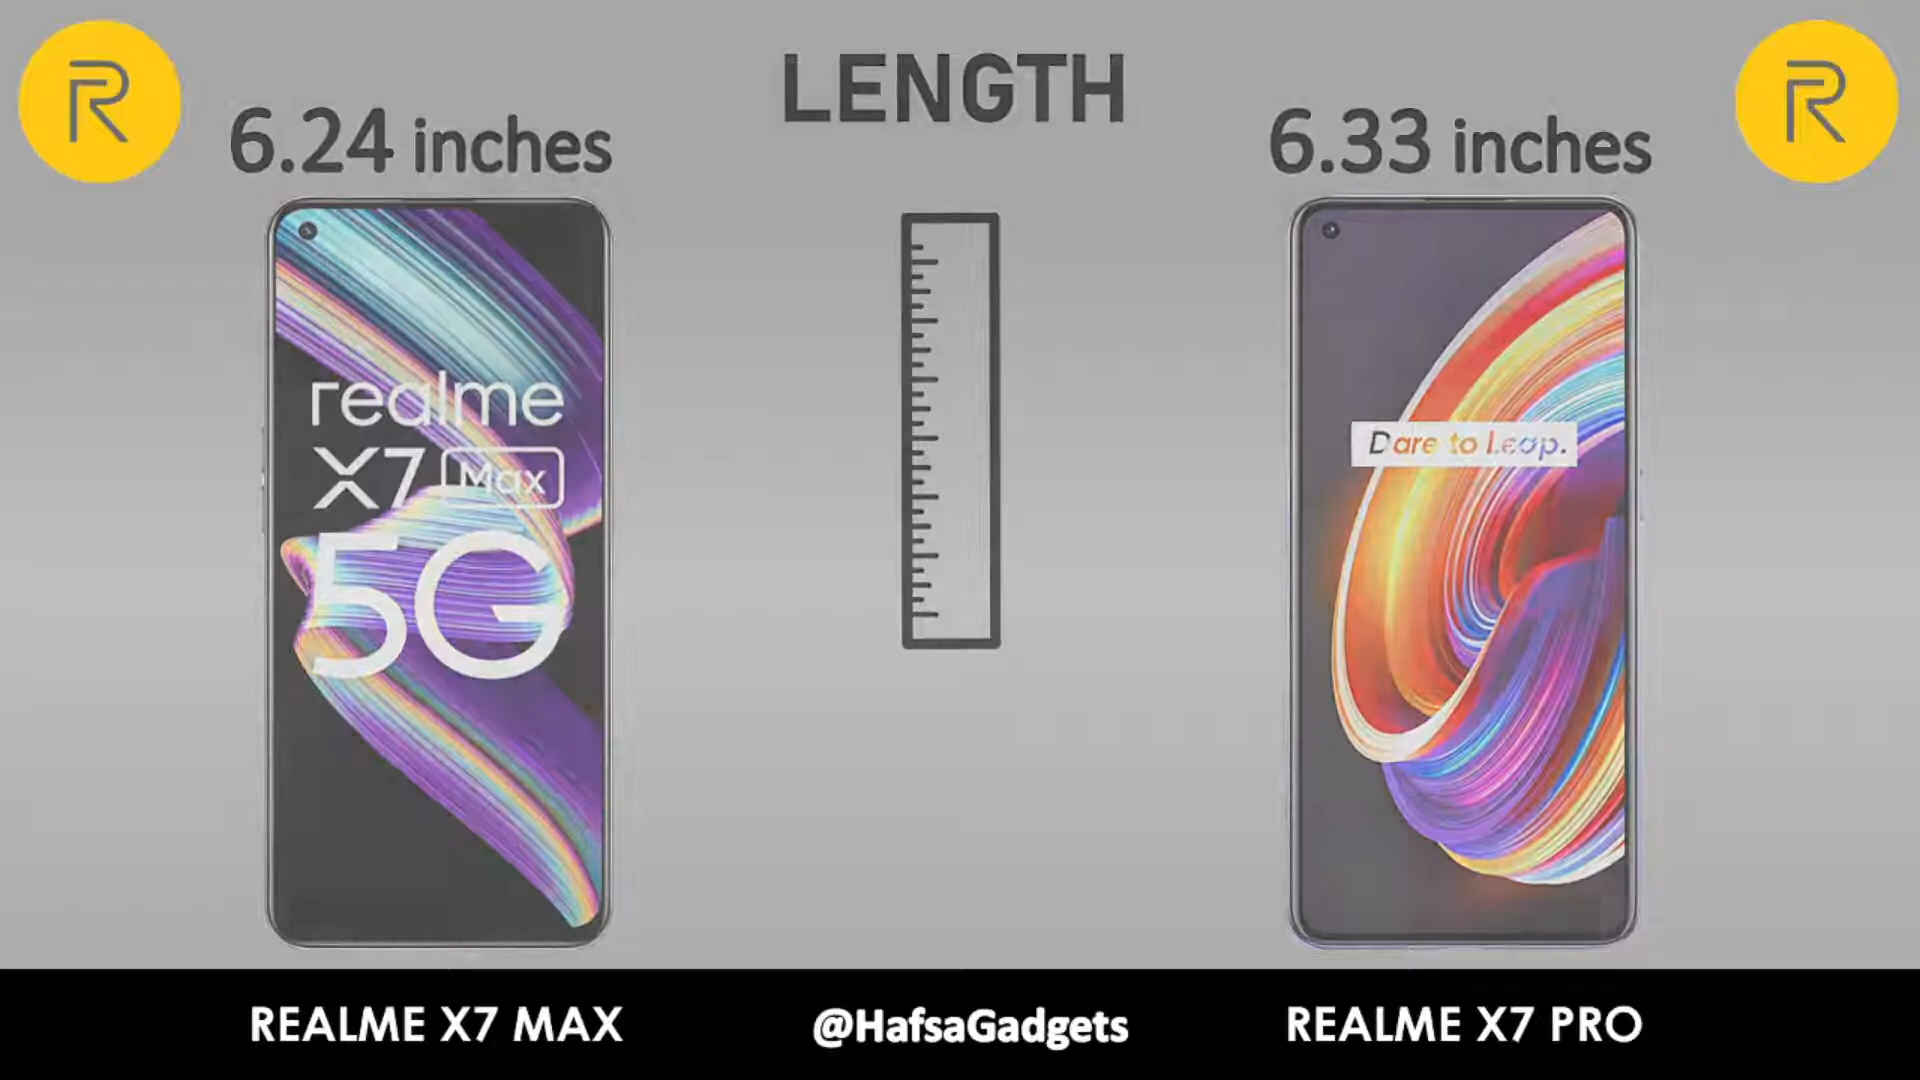 LENGTH
6.24 inches
6.33 inches
realme
X7 Max
5G
Dare to Leap.
REALME X7 MAX
@HafsaGadgets
REALME X7 PRO